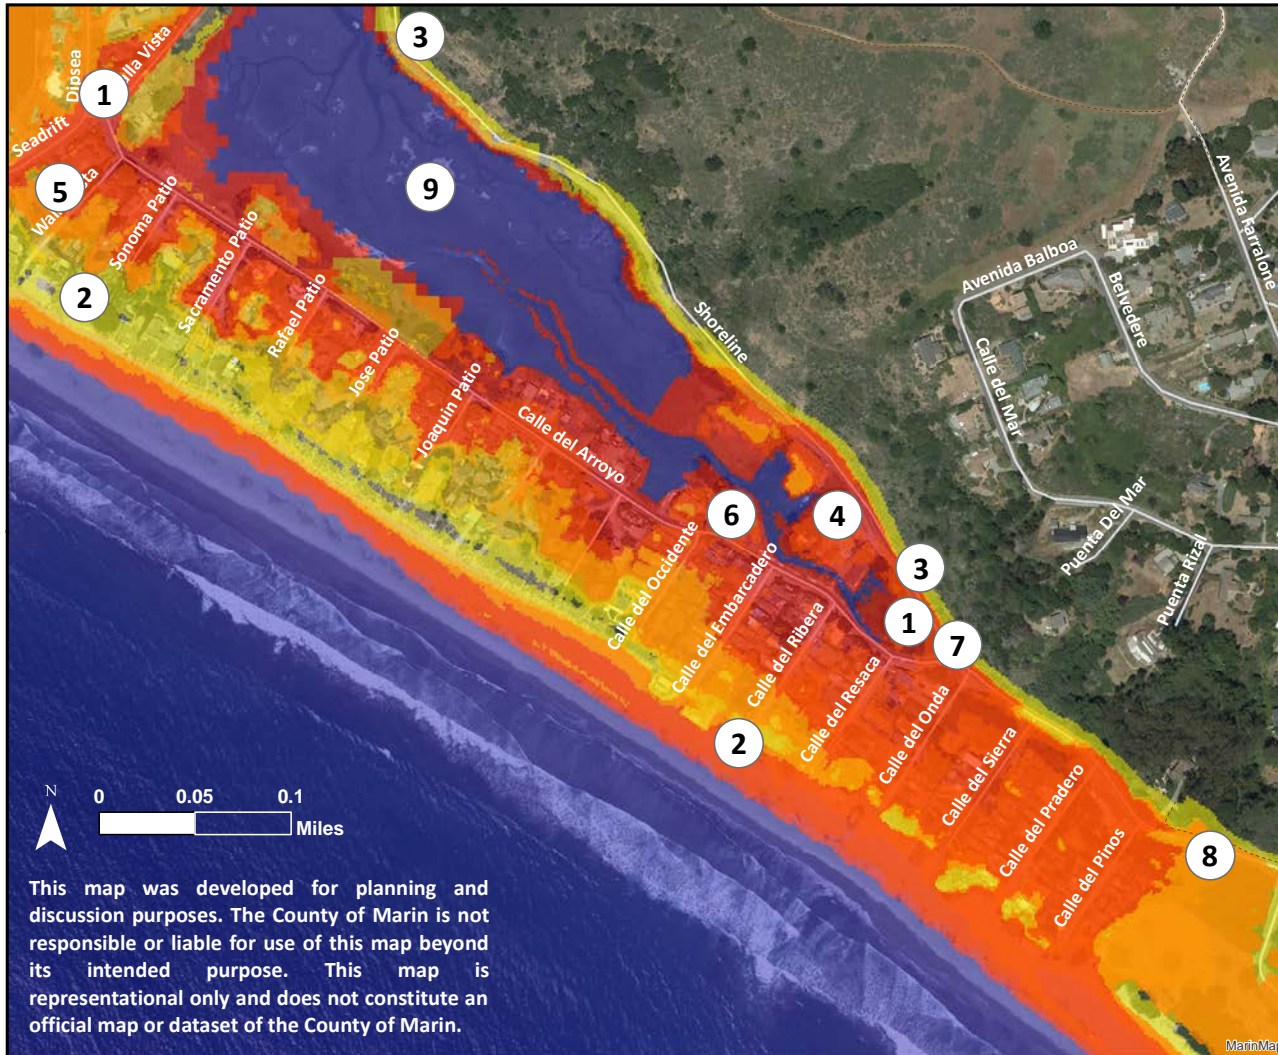 3
Dipsea
1
Seadrift
5
Sonoma Patio
9
2
Sacramento Patio
Rafael Patio
Jose Patio
Joaquin Patio
Calle del Arroyo
Shoreline
Avenida Balboa
Belvedere
Avenida Farralone
Calle del Mar
Puenta Del Mar
Puenta Rizal
6
4
3
1
7
Calle del Occidente
Calle del Embarcadero
Calle del Ribera
Calle del Resaca
Calle del Onda
Calle del Sierra
Calle del Pradero
Calle del Pinos
2
8
N
0 0.05 0.1
Miles
This map was developed for planning and
discussion purposes. The County of Marin is not
responsible or liable for use of this map beyond
its intended purpose. This map is
representational only and does not constitute an
official map or dataset of the County of Marin.
MarinMap